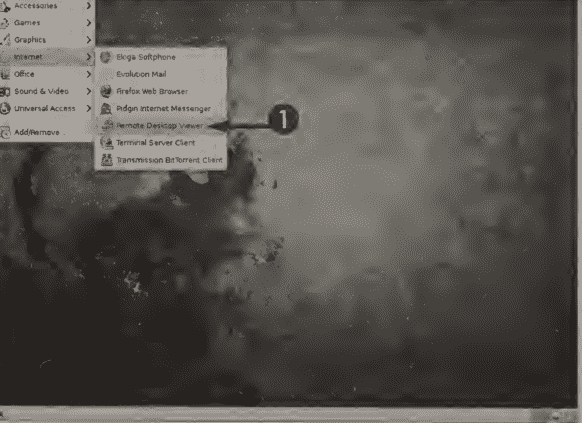 Accessories
Games
Graphics
Internet
Office
Sound & Video
Universal Access
Add/Remove
Ekiga Softphone
Evolution Mail
Firefox Web Browser
Pidgin Internet Messenger
Remote Desktop Viewer
Terminal Server Client
Transmission BitTorrent Client
1